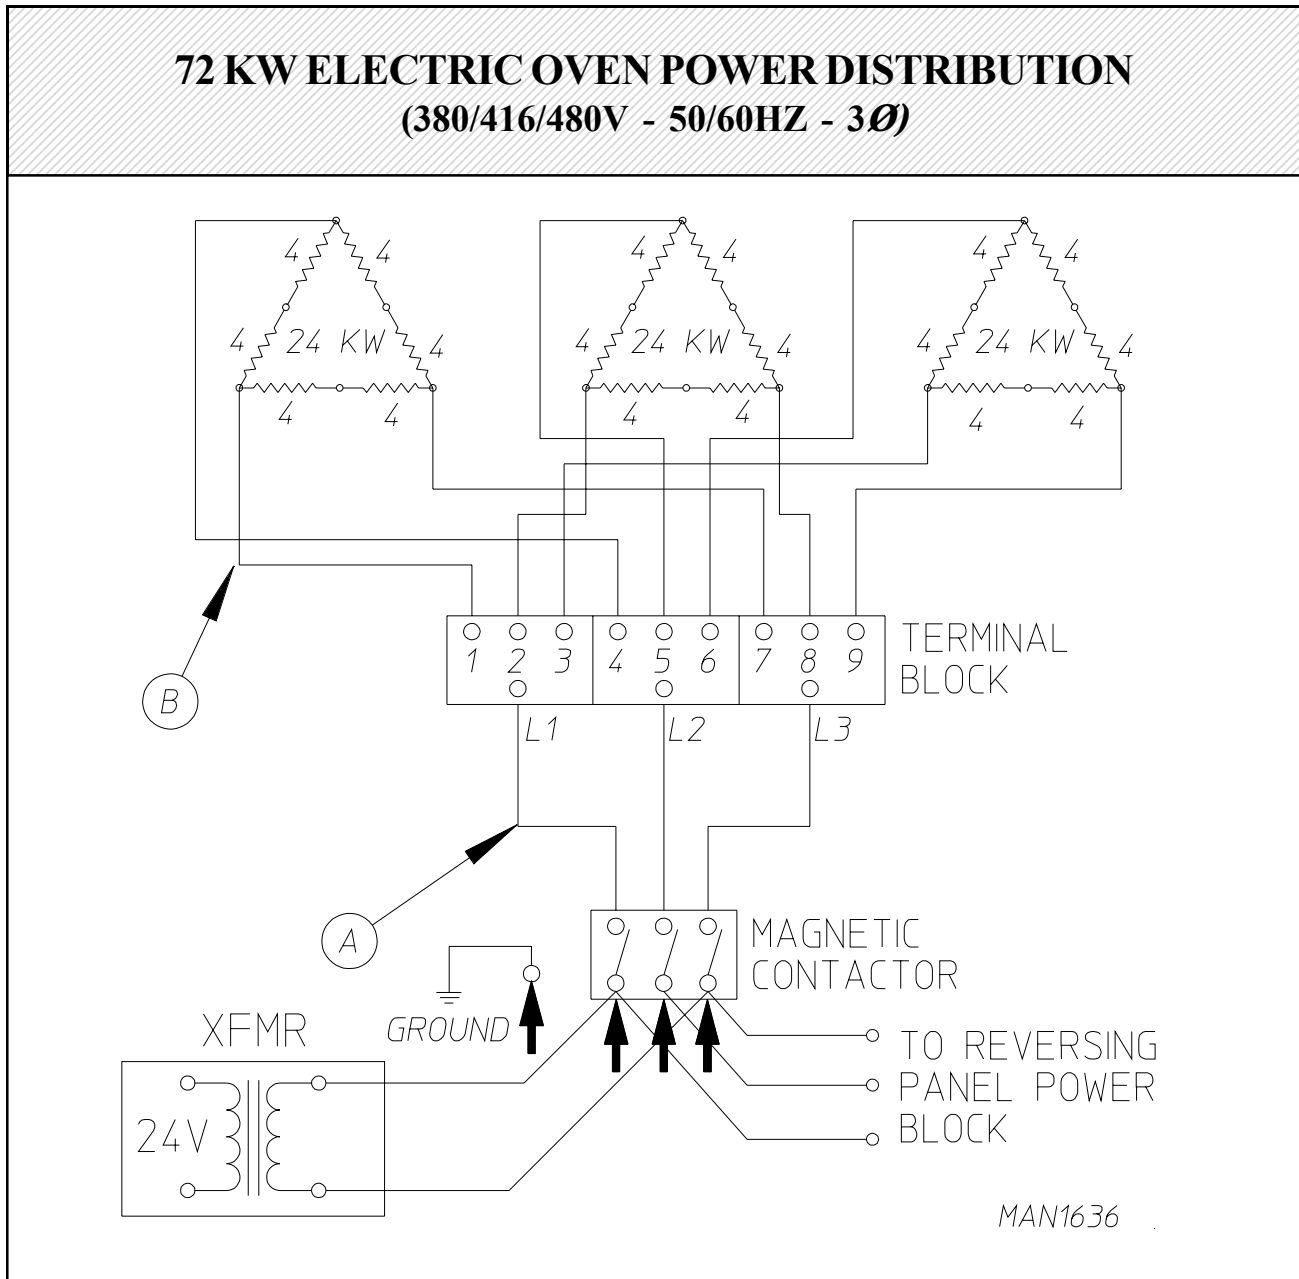 72 KW ELECTRIC OVEN POWER DISTRIBUTION
(380/416/480V - 50/60HZ - 3Ø)
4 4 4 4 4 4
4 24 KW 4 4 24 KW 4 4 24 KW 4
4 4 4 4 4 4
1 2 3 4 5 6 7 8 9
TERMINAL
BLOCK
B
L1 L2 L3
A
MAGNETIC
CONTACTOR
GROUND
XFMR
24V
TO REVERSING
PANEL POWER
BLOCK
MAN1636